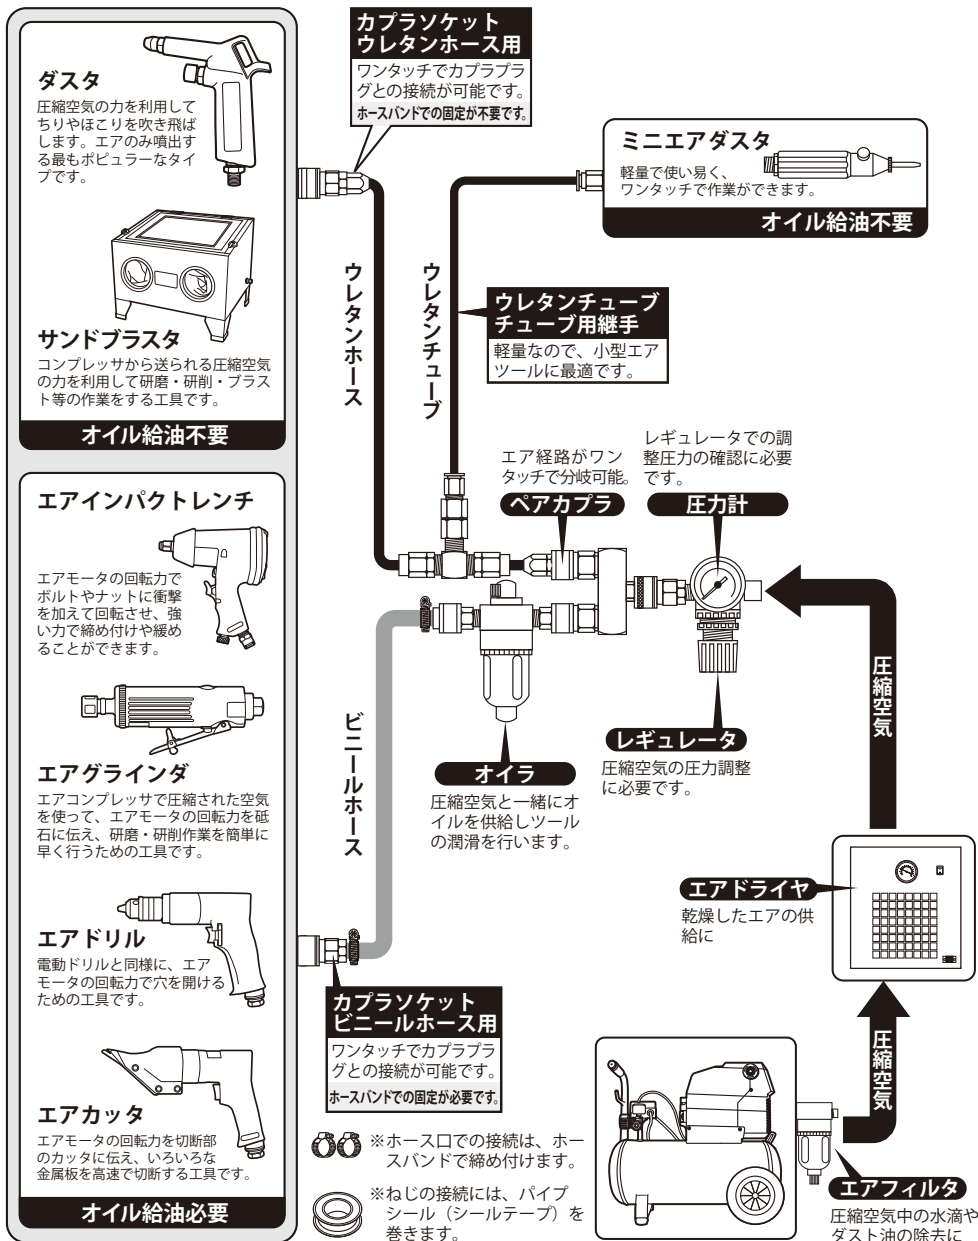 カプラソケット
ウレタンホース用
ワンタッチでカプラプラ
グとの接続が可能です。
ホースバンドでの固定が不要です。
ダスタ
圧縮空気の力を利用して
ちりやほこりを吹き飛ば
します。エアのみ噴出す
る最もポピュラーなタイ
プです。
サンドブラスタ
コンプレッサから送られる圧縮空気
の力を利用して研磨・研削・ブラス
ト等の作業をする工具です。
オイル給油不要
ミニエアダスタ
軽量で使い易く、
ワンタッチで作業ができます。
オイル給油不要
ウレタンホース
ウレタンチューブ
ウレタンチューブ
チューブ用継手
軽量なので、小型エア
ツールに最適です。
エア経路がワン
タッチで分岐可能。
ペアカプラ
レギュレータでの調
整圧力の確認に必要
です。
圧力計
エアインパクトレンチ
エアモータの回転力で
ボルトやナットに衝撃
を加えて回転させ、強
い力で締め付けや緩め
ることができます。
エアグラインダ
エアコンプレッサで圧縮された空気
を使って、エアモータの回転力を砥
石に伝え、研磨・研削作業を簡単に
早く行うための工具です。
エアドリル
電動ドリルと同様に、エア
モータの回転力で穴を開ける
ための工具です。
エアカッタ
エアモータの回転力を切断部
のカッタに伝え、いろいろな
金属板を高速で切断する工具です。
オイル給油必要
ビニールホース
オイラ
圧縮空気と一緒にオ
イルを供給しツール
の潤滑を行います。
レギュレータ
圧縮空気の圧力調整
に必要です。
圧縮空気
エアドライヤ
乾燥したエアの供
給に
カプラソケット
ビニールホース用
ワンタッチでカプラプラ
グとの接続が可能です。
ホースバンドでの固定が必要です。
※ホース口での接続は、ホー
スバンドで締め付けます。
※ねじの接続には、パイプ
シール（シールテープ）を
巻きます。
圧縮空気
エアフィルタ
圧縮空気中の水滴や
ダスト油の除去に